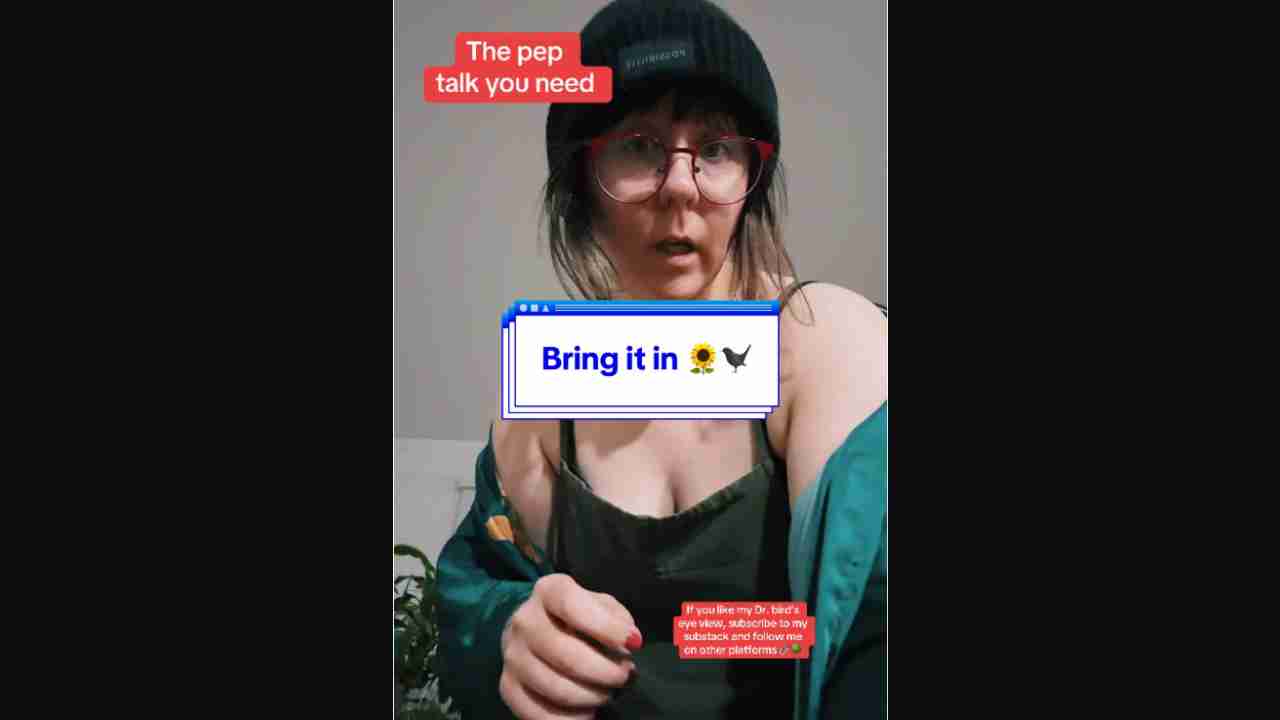 The pep
talk you need
Bring it in 🌻🐦‍⬛
If you like my Dr. bird's
eye view, subscribe to my
substack and follow me
on other platforms